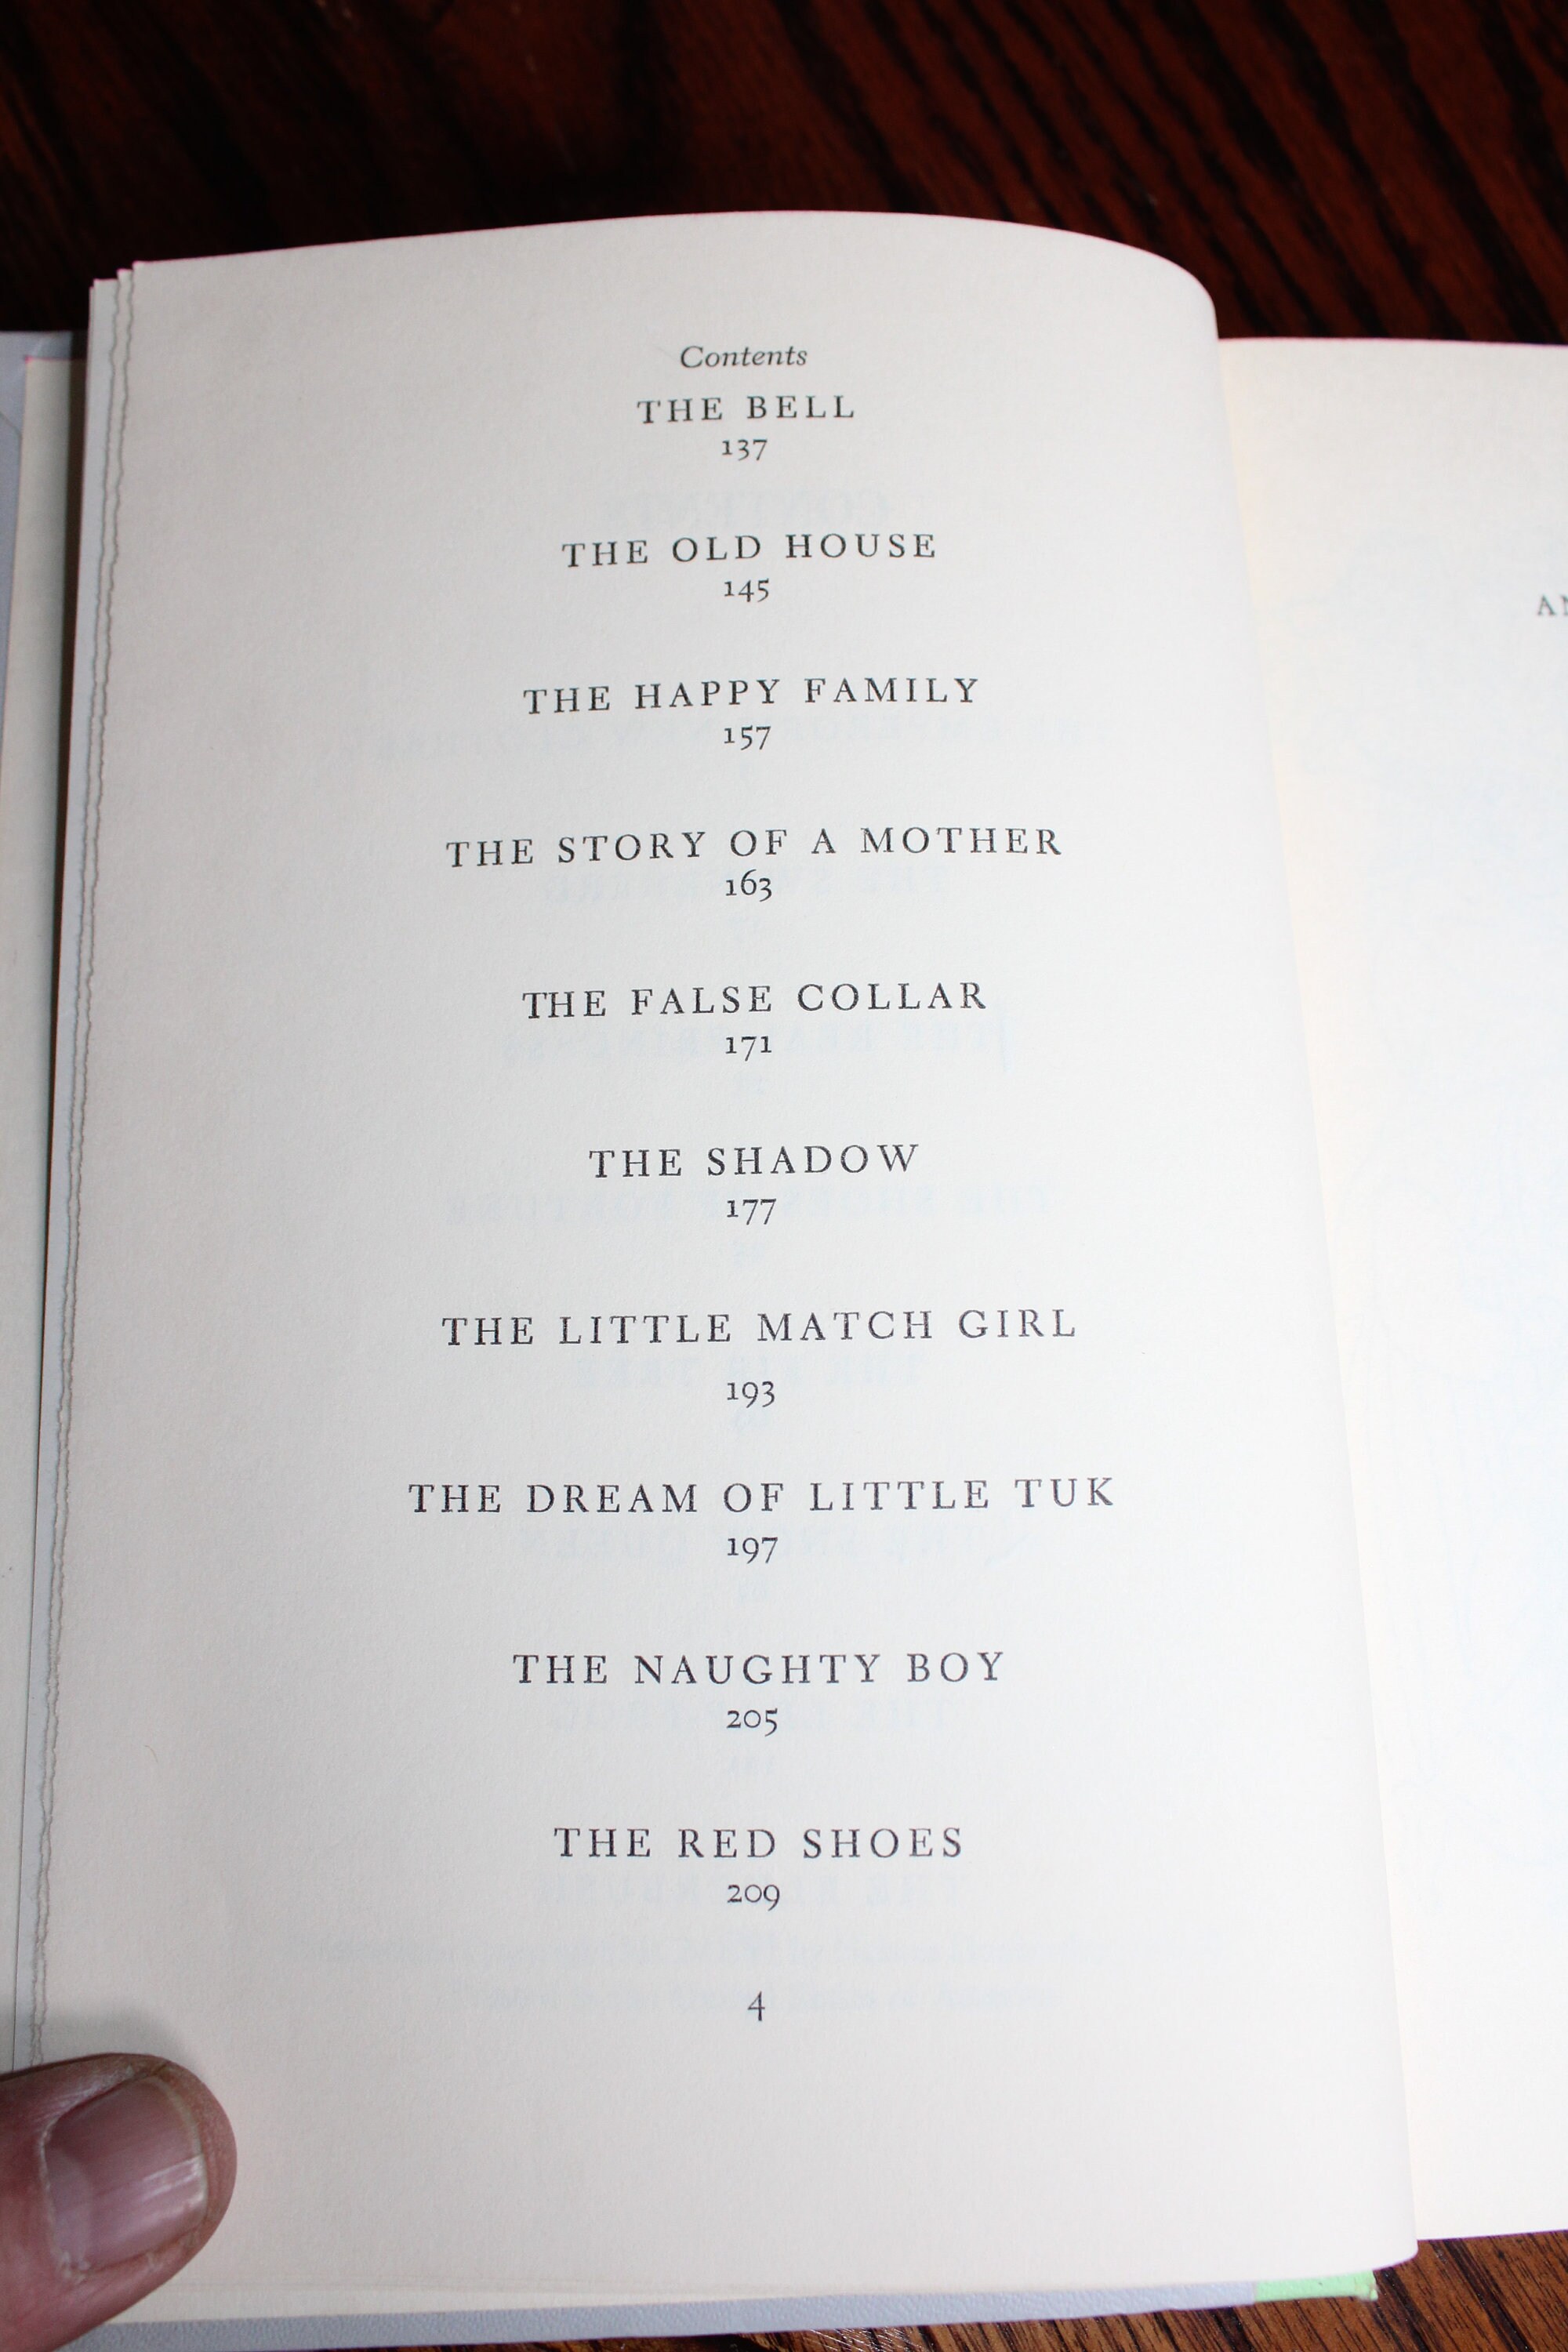 Contents
THE BELL
137
THE OLD HOUSE
145
THE HAPPY FAMILY
157
THE STORY OF A MOTHER
163
THE FALSE COLLAR
171
THE SHADOW
177
THE LITTLE MATCH GIRL
193
THE DREAM OF LITTLE TUK
197
THE NAUGHTY BOY
205
THE RED SHOES
209
4